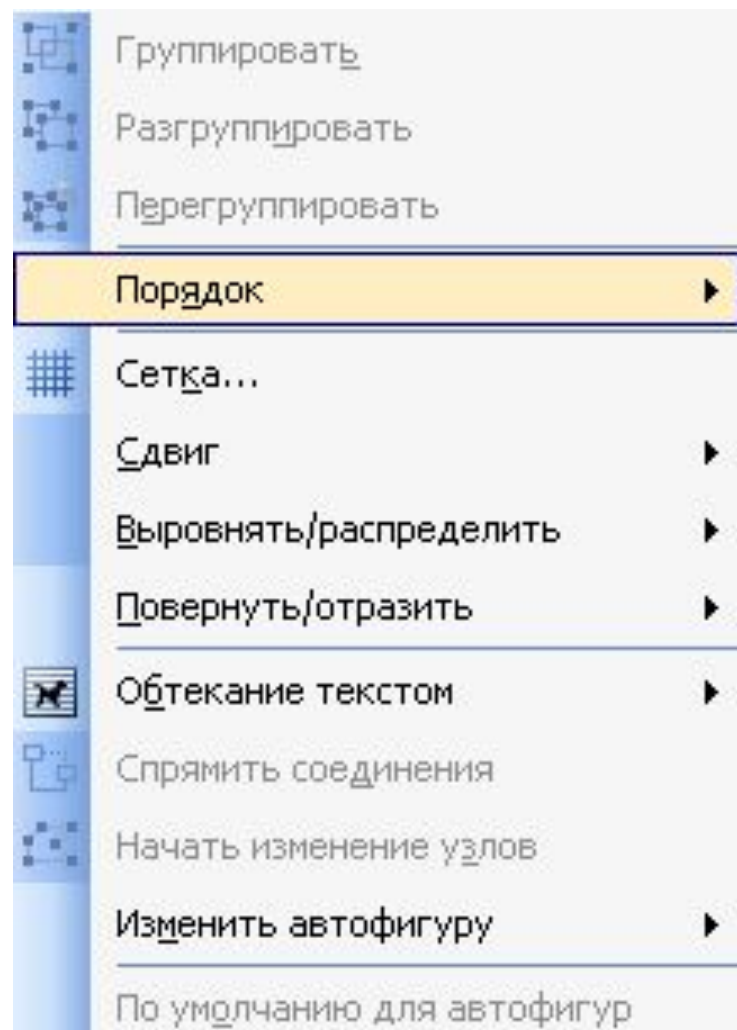 Группировать
Разгруппировать
Перегруппировать
Порядок
Сетка...
Сдвиг
Выровнять/распределить
Повернуть/отразить
Обтекание текстом
Спрямить соединения
Начать изменение узлов
Изменить автофигуру
По умолчанию для автофигур